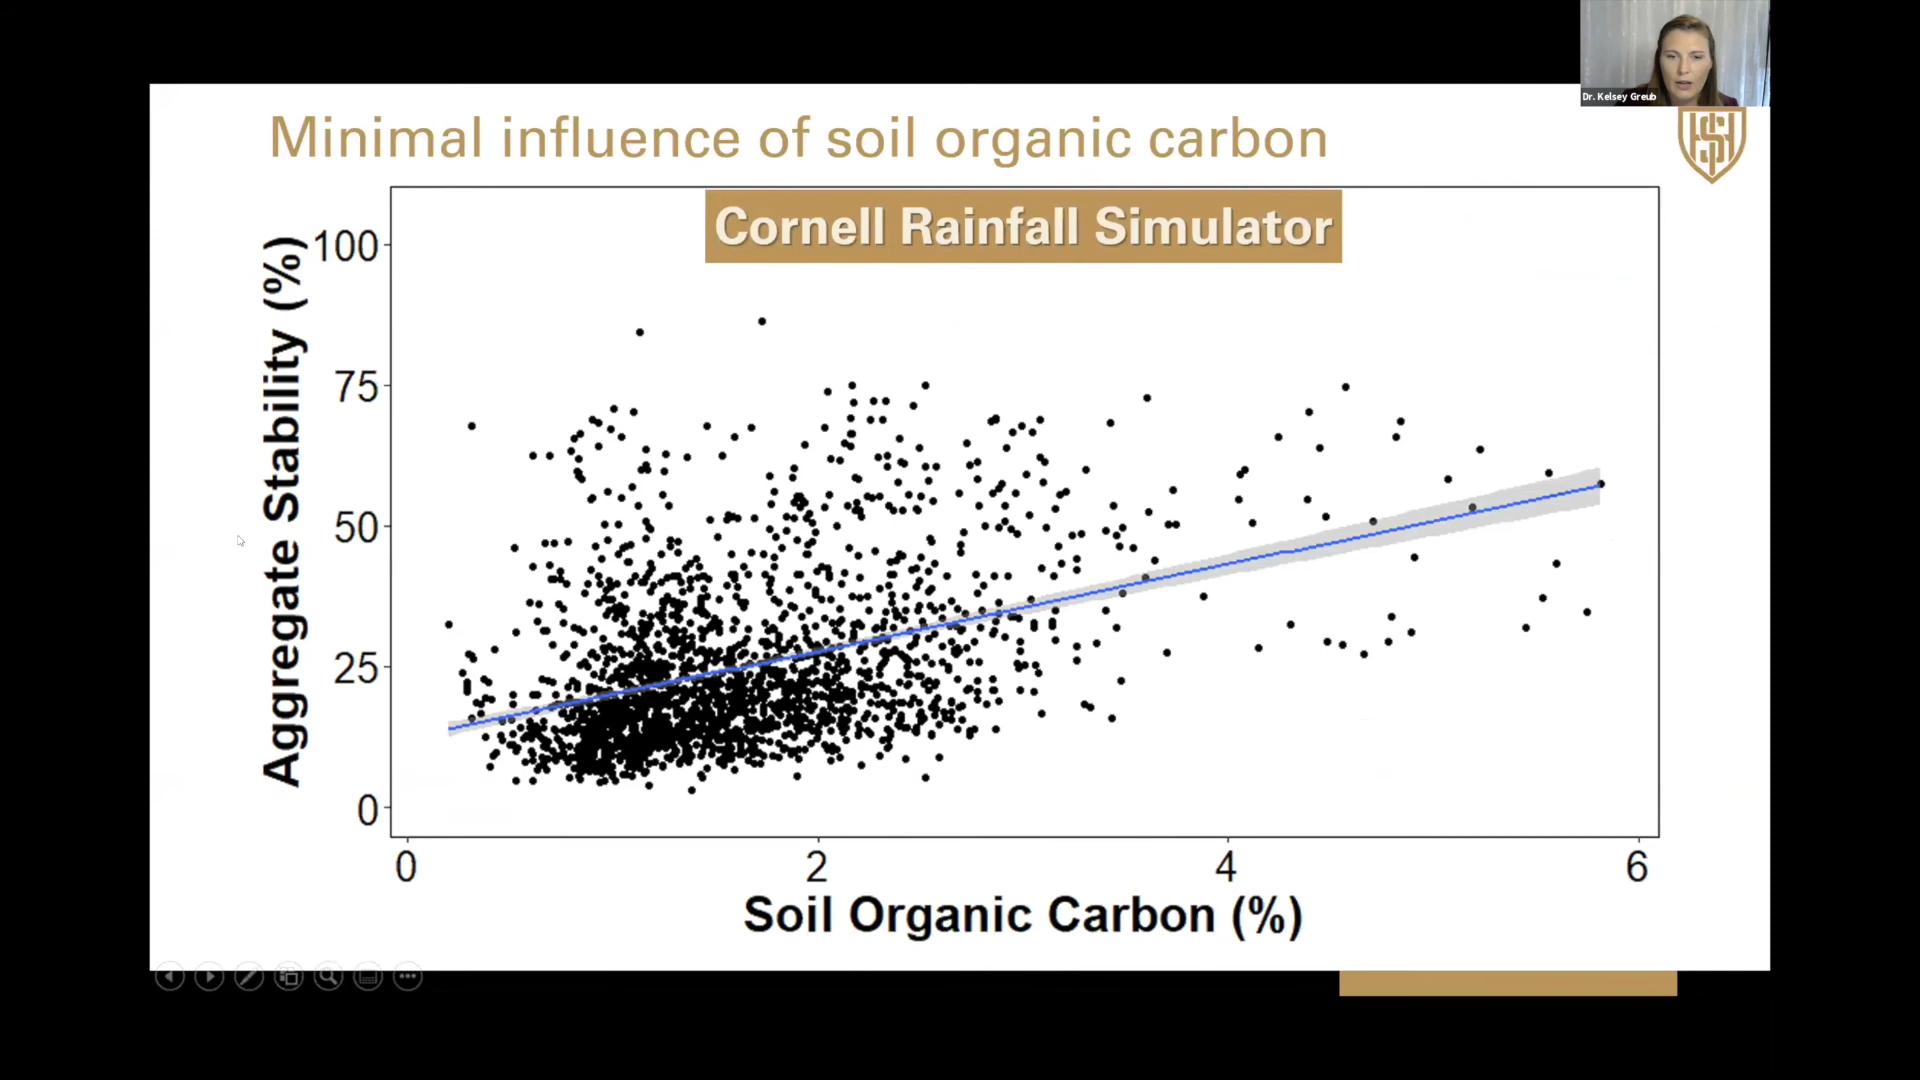 Dr. Kelsey Greub
Minimal influence of soil organic carbon
Cornell Rainfall Simulator
Aggregate Stability (%)
100
75
50
25
0
0 2 4 6
Soil Organic Carbon (%)